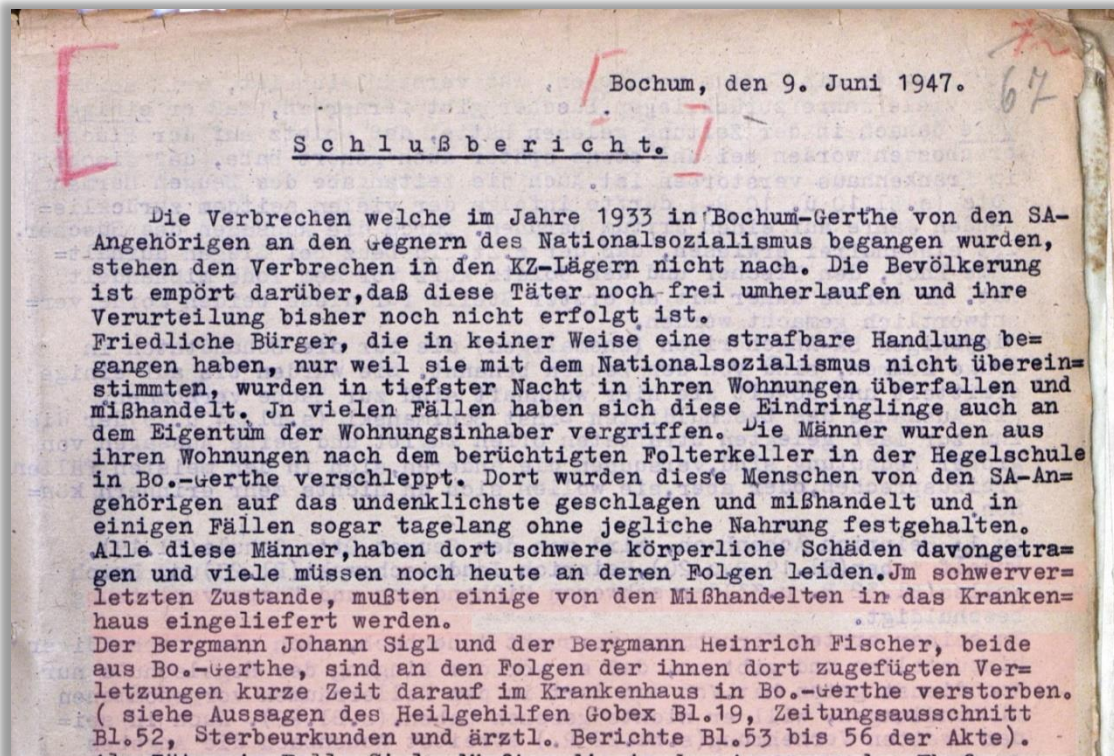 67
Bochum, den 9. Juni 1947.
Schlußbericht.
Die Verbrechen welche im Jahre 1933 in Bochum-Gerthe von den SA-
Angehörigen an den Gegnern des Nationalsozialismus begangen wurden,
stehen den Verbrechen in den KZ-Lägern nicht nach. Die Bevölkerung
ist empört darüber,daß diese Täter noch frei umherlaufen und ihre
Verurteilung bisher noch nicht erfolgt ist.
Friedliche Bürger, die in keiner Weise eine strafbare Handlung be=
gangen haben, nur weil sie mit dem Nationalsozialismus nicht überein=
stimmten, wurden in tiefster Nacht in ihren Wohnungen überfallen und
mißhandelt. Jn vielen Fällen haben sich diese Eindringlinge auch an
dem Eigentum der Wohnungsinhaber vergriffen. Die Männer wurden aus
ihren Wohnungen nach dem berüchtigten Folterkeller in der Hegelschule
in Bo.-Gerthe verschleppt. Dort wurden diese Menschen von den SA-An=
gehörigen auf das undenklichste geschlagen und mißhandelt und in
einigen Fällen sogar tagelang ohne jegliche Nahrung festgehalten.
Alle diese Männer,haben dort schwere körperliche Schäden davongetra=
gen und viele müssen noch heute an deren Folgen leiden.Jm schwerver=
letzten Zustande, mußten einige von den Mißhandelten in das Kranken=
haus eingeliefert werden.
Der Bergmann Johann Sigl und der Bergmann Heinrich Fischer, beide
aus Bo.-Gerthe, sind an den Folgen der ihnen dort zugefügten Ver=
letzungen kurze Zeit darauf im Krankenhaus in Bo.-Gerthe verstorben.
( siehe Aussagen des Heilgehilfen Gobex Bl.19, Zeitungsausschnitt
Bl.52, Sterbeurkunden und ärztl. Berichte Bl.53 bis 56 der Akte).